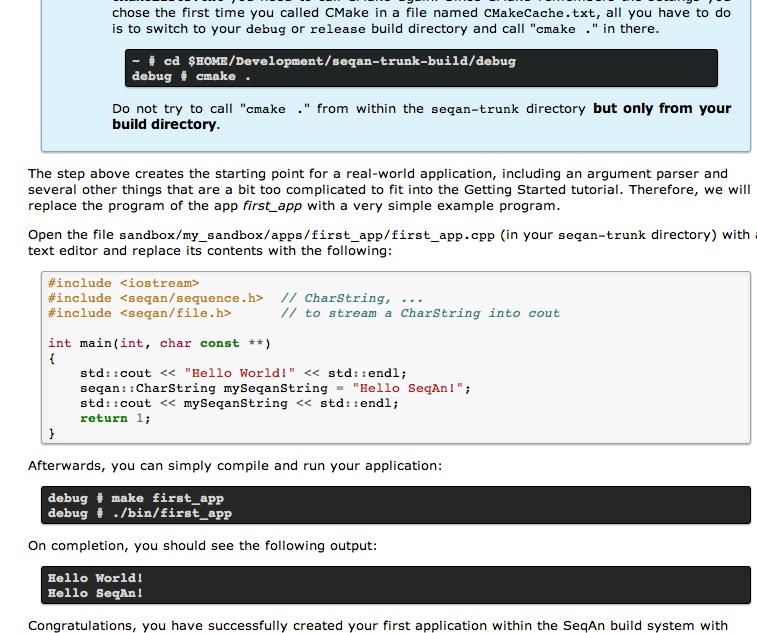 chose the first time you called CMake in a file named CMakeCache.txt, all you have to do
is to switch to your debug or release build directory and call "cmake ." in there.
~ # cd $HOME/Development/seqan-trunk-build/debug
debug # cmake .
Do not try to call "cmake ." from within the seqan-trunk directory but only from your
build directory.
The step above creates the starting point for a real-world application, including an argument parser and
several other things that are a bit too complicated to fit into the Getting Started tutorial. Therefore, we will
replace the program of the app first_app with a very simple example program.
Open the file sandbox/my_sandbox/apps/first_app/first_app.cpp (in your seqan-trunk directory) with
text editor and replace its contents with the following:
#include <iostream>
#include <seqan/sequence.h>  // CharString, ...
#include <seqan/file.h>      // to stream a CharString into cout
int main(int, char const **)
{
    std::cout << "Hello World!" << std::endl;
    seqan::CharString mySeqanString = "Hello SeqAn!";
    std::cout << mySeqanString << std::endl;
    return 1;
}
Afterwards, you can simply compile and run your application:
debug # make first_app
debug # ./bin/first_app
On completion, you should see the following output:
Hello World!
Hello SeqAn!
Congratulations, you have successfully created your first application within the SeqAn build system with